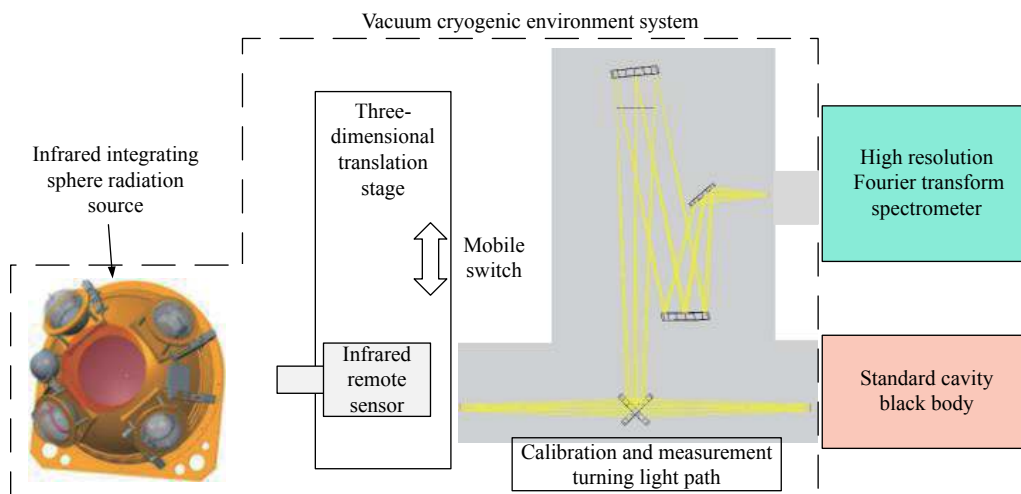 Vacuum cryogenic environment system
Infrared integrating
sphere radiation
source
Three-
dimensional
translation
stage
Mobile
switch
Infrared
remote
sensor
High resolution
Fourier transform
spectrometer
Standard cavity
black body
Calibration and measurement
turning light path